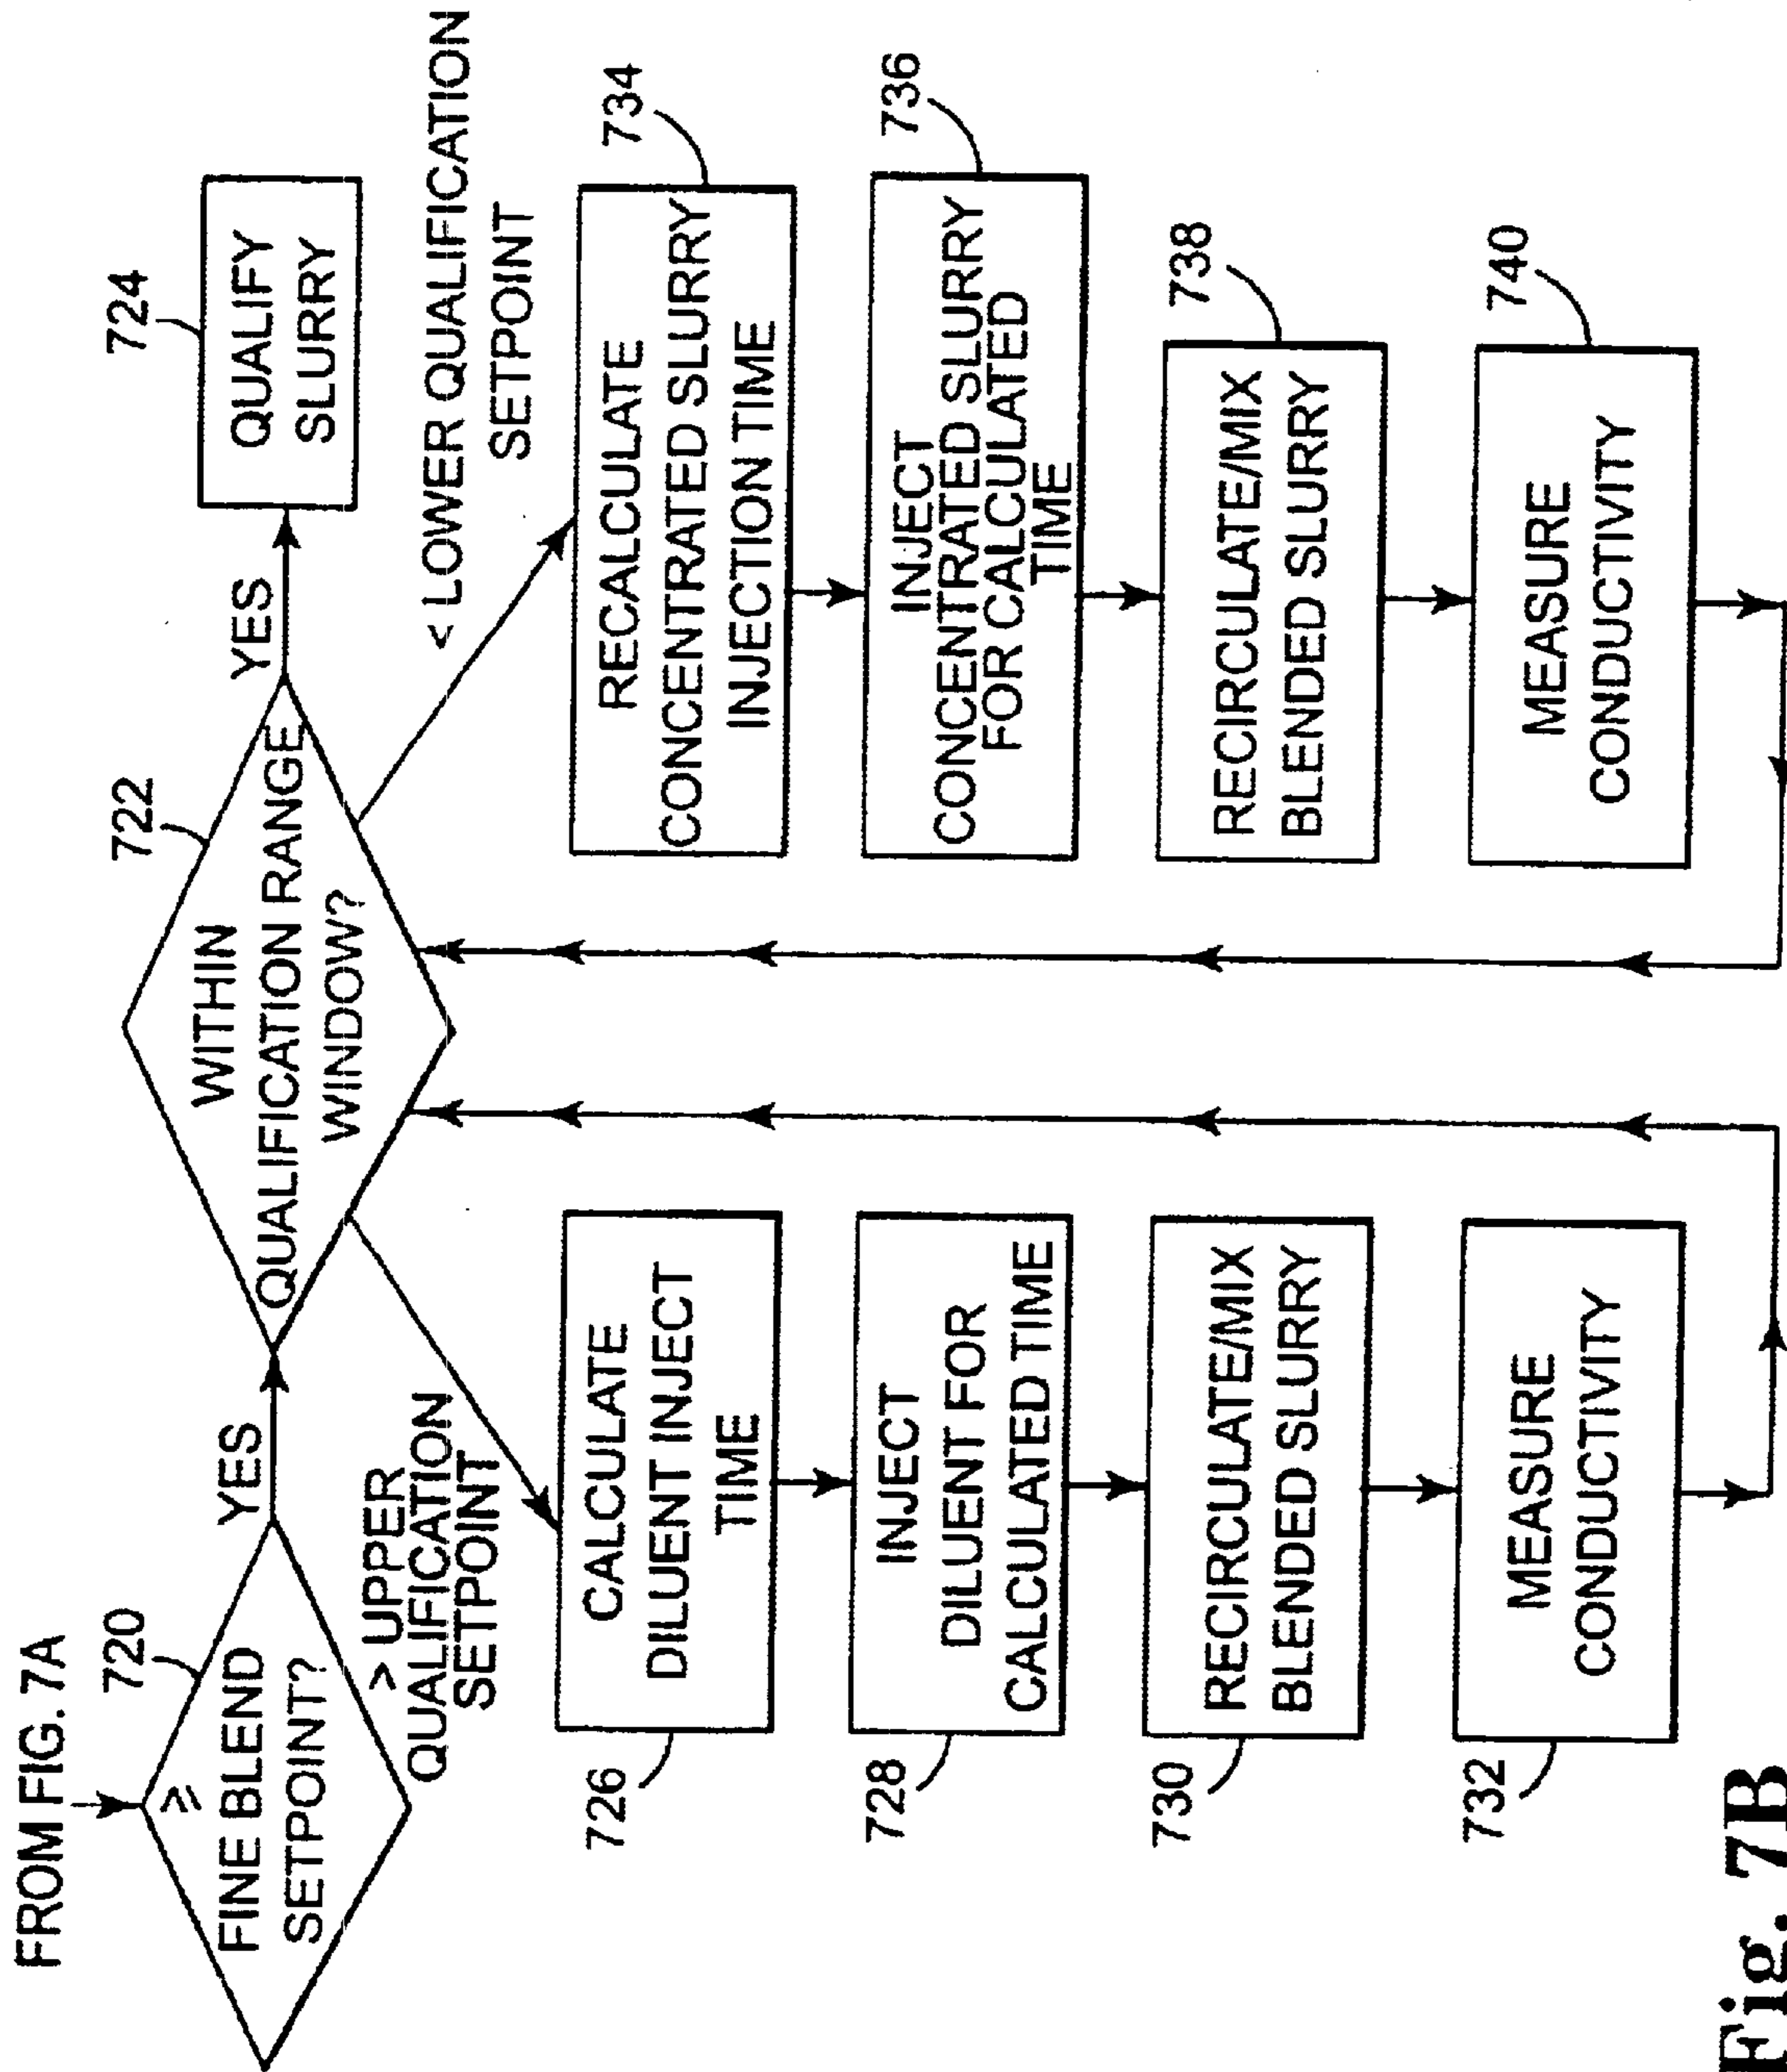 FROM FIG. 7A
720
≥
FINE BLEND
SETPOINT?
YES
722
WITHIN
QUALIFICATION RANGE
WINDOW?
YES
724
QUALIFY
SLURRY
> UPPER
QUALIFICATION
SETPOINT
726
CALCULATE
DILUENT INJECT
TIME
728
INJECT
DILUENT FOR
CALCULATED TIME
730
RECIRCULATE/MIX
BLENDED SLURRY
732
MEASURE
CONDUCTIVITY
< LOWER QUALIFICATION
SETPOINT
734
RECALCULATE
CONCENTRATED SLURRY
INJECTION TIME
736
INJECT
CONCENTRATED SLURRY
FOR CALCULATED
TIME
738
RECIRCULATE/MIX
BLENDED SLURRY
740
MEASURE
CONDUCTIVITY
Fig. 7B